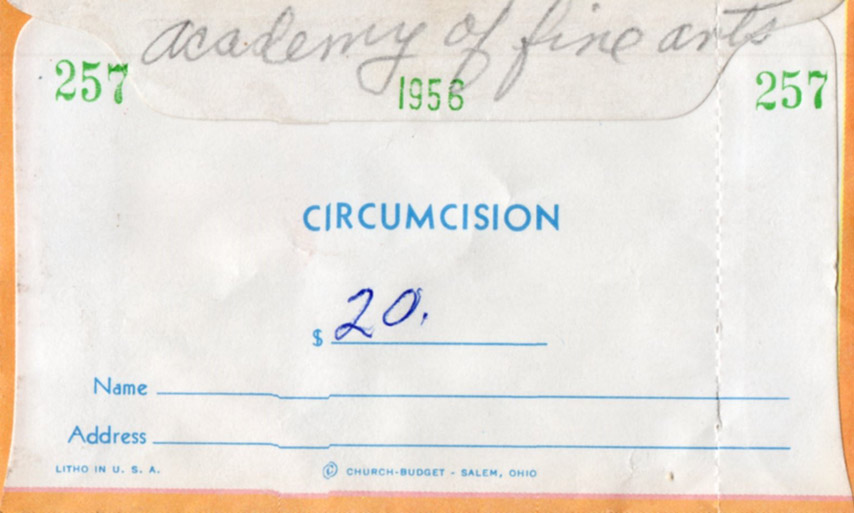 academy of fine arts
257 1956 257
CIRCUMCISION
$ 20.
Name
Address
LITHO IN U. S. A. © CHURCH-BUDGET - SALEM, OHIO